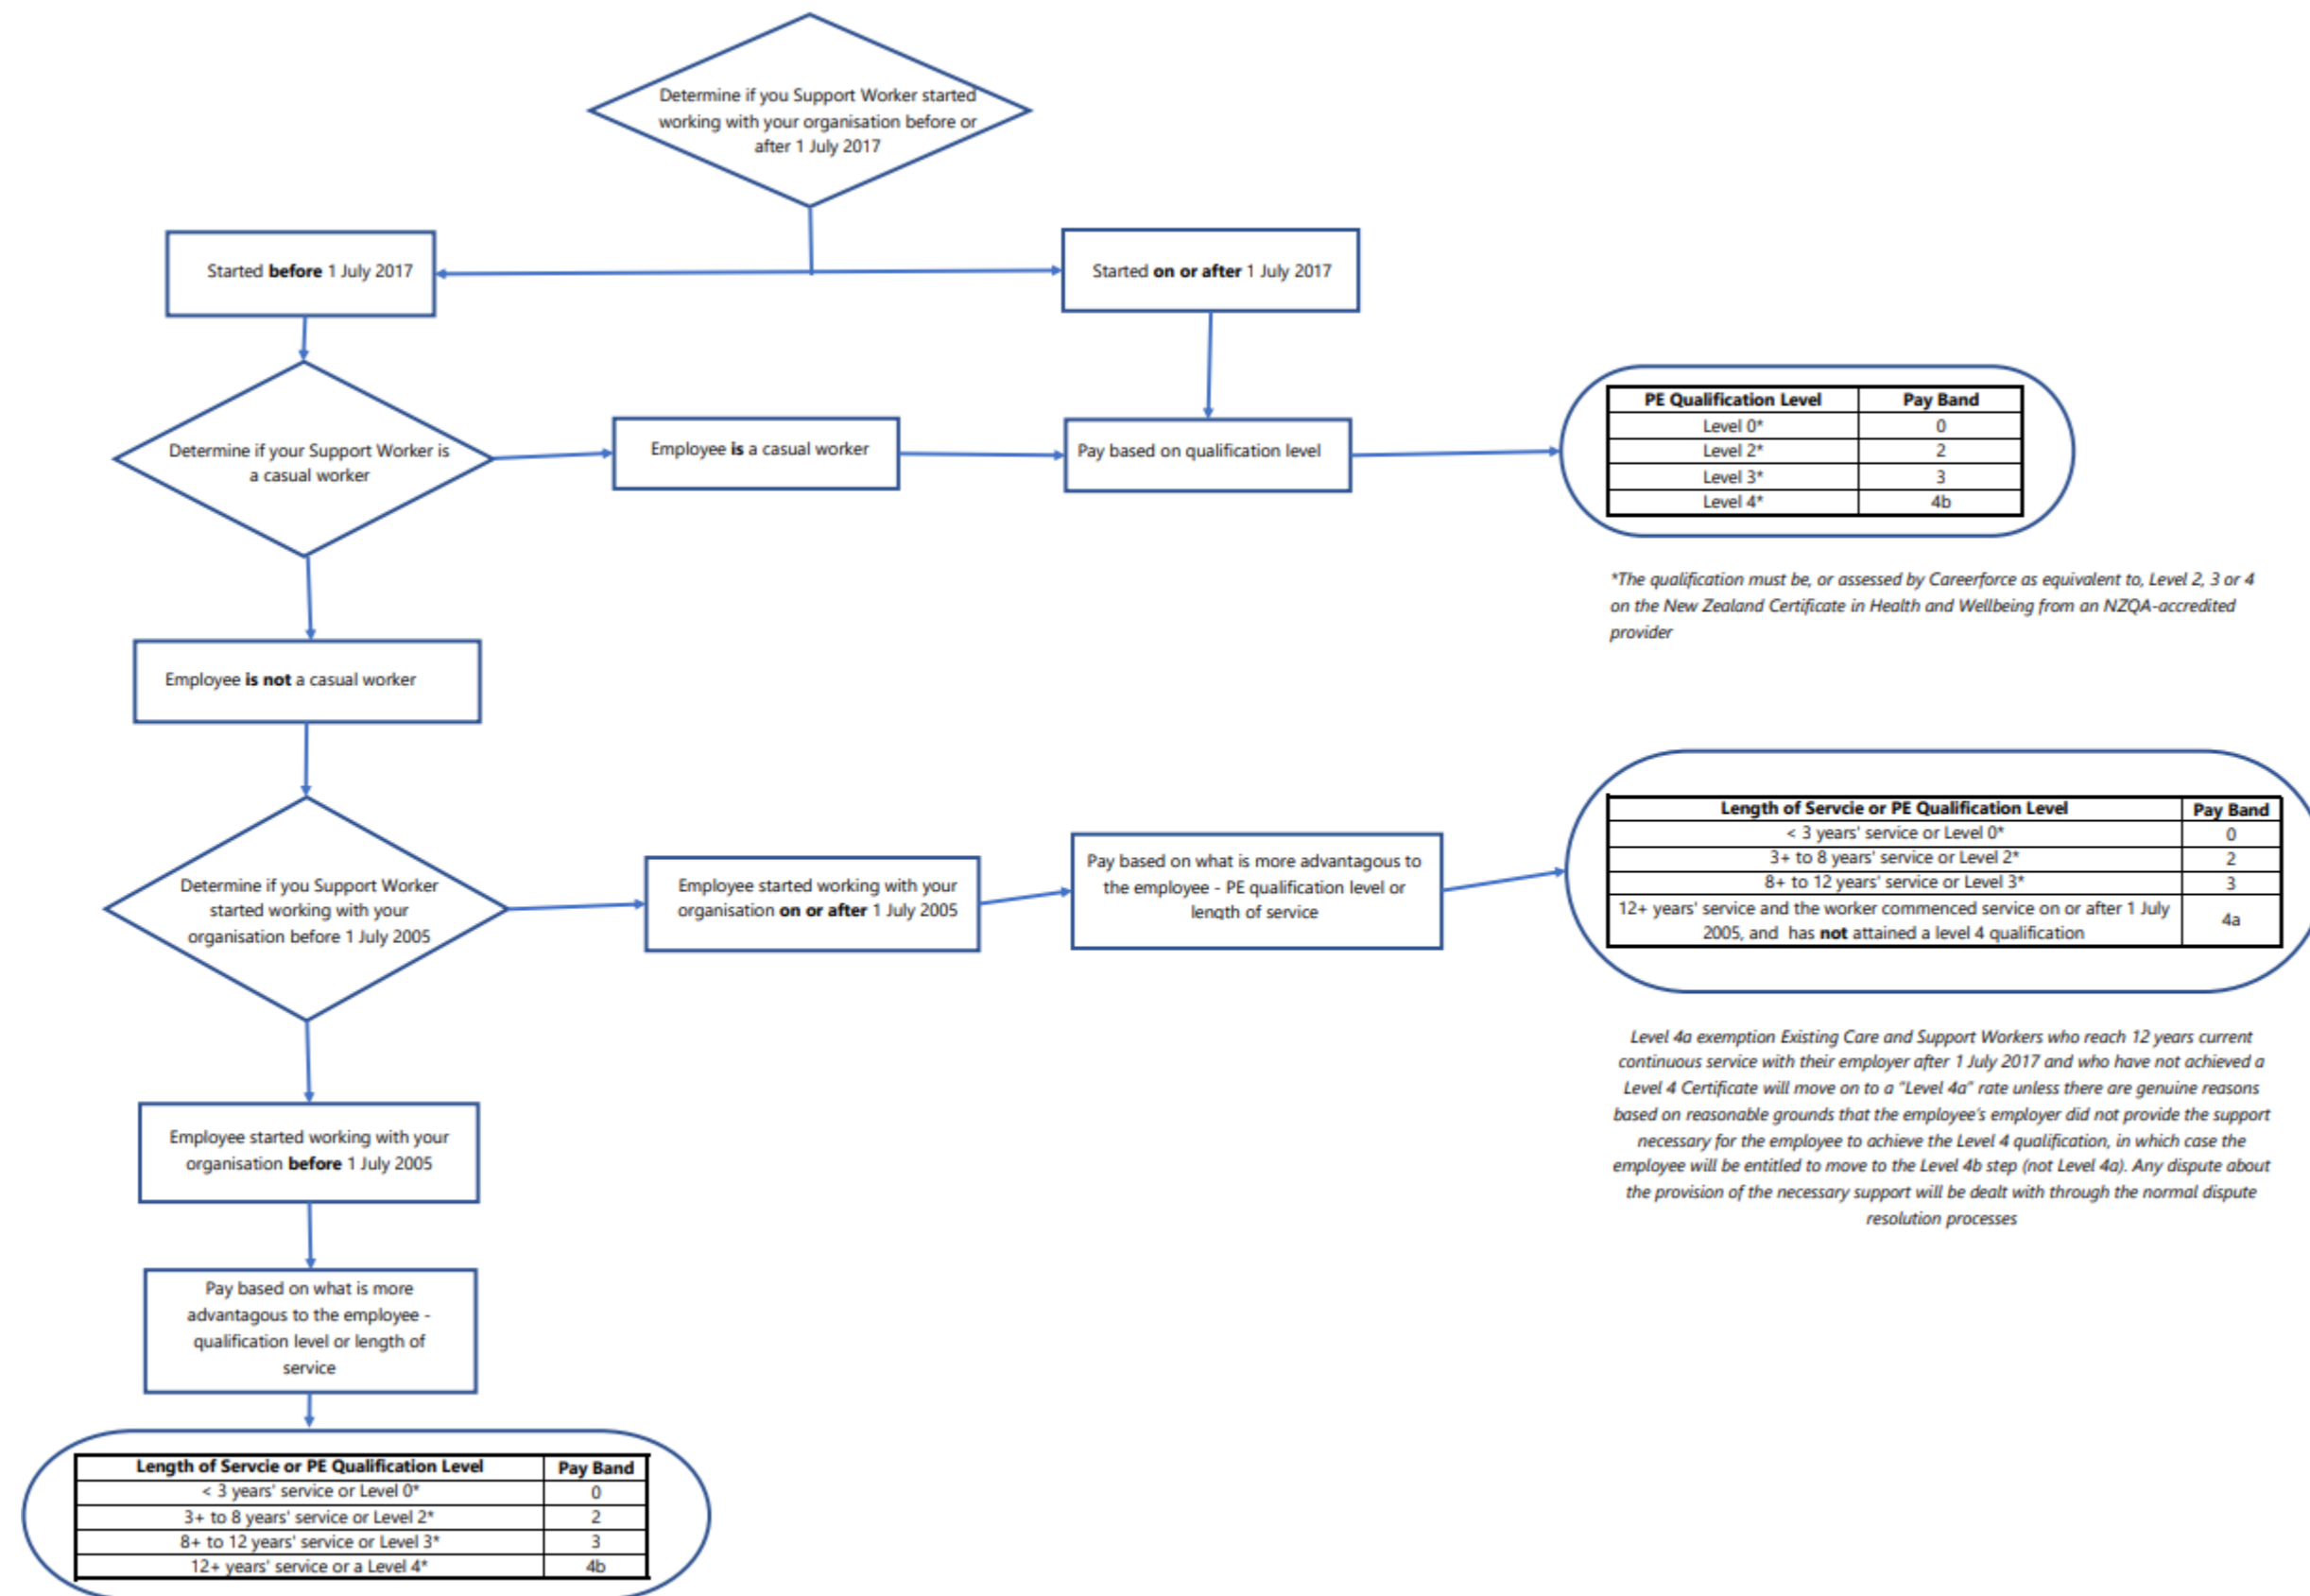 Determine if you Support Worker started
working with your organisation before or
after 1 July 2017
Started before 1 July 2017
Started on or after 1 July 2017
Determine if your Support Worker is
a casual worker
Employee is a casual worker
Pay based on qualification level
PE Qualification Level Pay Band
Level 0* 0
Level 2* 2
Level 3* 3
Level 4* 4b
*The qualification must be, or assessed by Careerforce as equivalent to, Level 2, 3 or 4
on the New Zealand Certificate in Health and Wellbeing from an NZQA-accredited
provider
Employee is not a casual worker
Determine if you Support Worker
started working with your
organisation before 1 July 2005
Employee started working with your
organisation on or after 1 July 2005
Pay based on what is more advantagous to
the employee - PE qualification level or
length of service
Length of Servcie or PE Qualification Level Pay Band
< 3 years' service or Level 0* 0
3+ to 8 years' service or Level 2* 2
8+ to 12 years' service or Level 3* 3
12+ years' service and the worker commenced service on or after 1 July
2005, and has not attained a level 4 qualification 4a
Level 4a exemption Existing Care and Support Workers who reach 12 years current
continuous service with their employer after 1 July 2017 and who have not achieved a
Level 4 Certificate will move on to a "Level 4a" rate unless there are genuine reasons
based on reasonable grounds that the employee's employer did not provide the support
necessary for the employee to achieve the Level 4 qualification, in which case the
employee will be entitled to move to the Level 4b step (not Level 4a). Any dispute about
the provision of the necessary support will be dealt with through the normal dispute
resolution processes
Employee started working with your
organisation before 1 July 2005
Pay based on what is more
advantagous to the employee -
qualification level or length of
service
Length of Servcie or PE Qualification Level Pay Band
< 3 years' service or Level 0* 0
3+ to 8 years' service or Level 2* 2
8+ to 12 years' service or Level 3* 3
12+ years' service or a Level 4* 4b